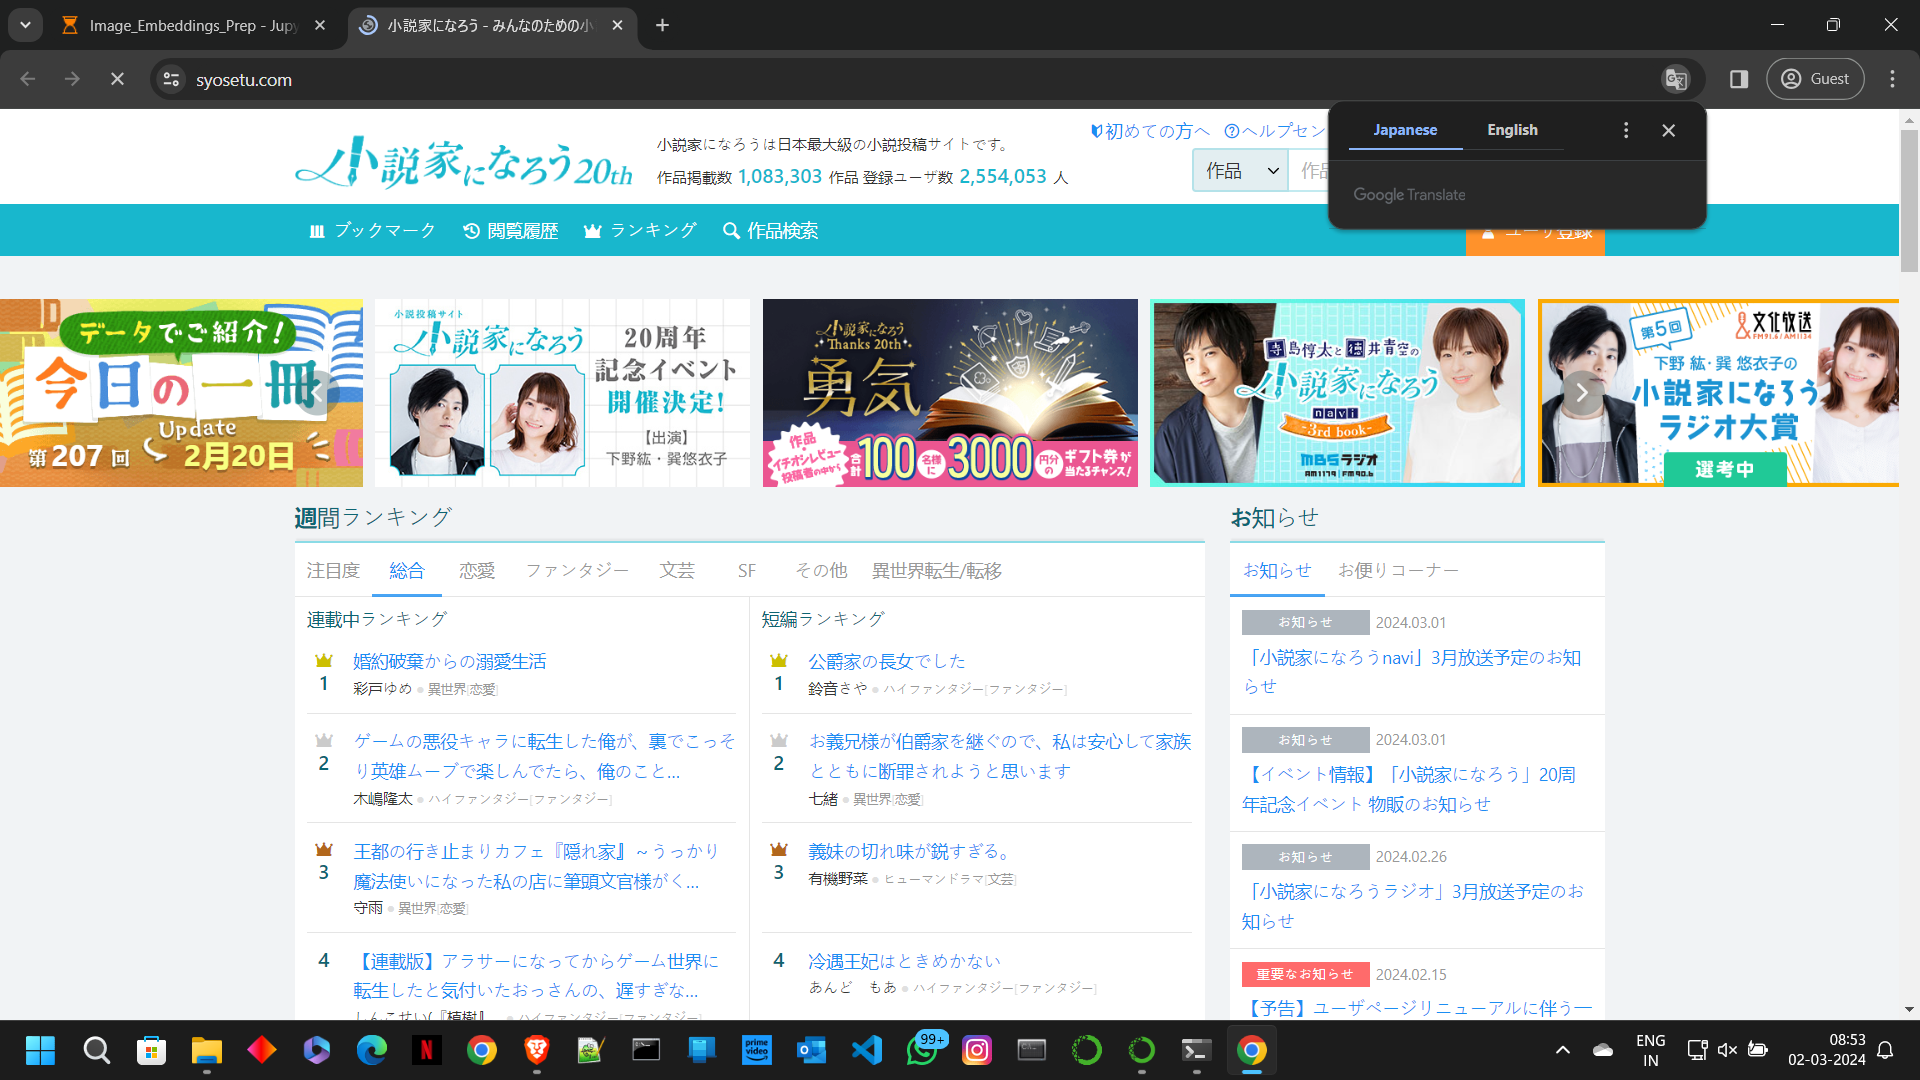 Image_Embeddings_Prep - Jupy
小説家になろう - みんなのための小
syosetu.com
Guest
Japanese
English
Google Translate
小説家になろう20th
小説家になろうは日本最大級の小説投稿サイトです。
作品掲載数 1,083,303 作品 登録ユーザ数 2,554,053 人
初めての方へ
ヘルプセン
作品
作品
ブックマーク
閲覧履歴
ランキング
作品検索
ユーザ登録
データでご紹介!
今日の一冊
Update
第207回
2月20日
小説投稿サイト
小説家になろう
20周年
記念イベント
開催決定!
【出演】
下野紘・巽悠衣子
小説家になろう
Thanks 20th
勇気
作品+
イチオシレビュー
投稿者の中から
合計100名様に3000円分のギフト券が
当たるチャンス!
寺島惇太と徳井青空の
小説家になろう
navi
-3rd book-
MBSラジオ
AM1179 FM90.6
第5回
文化放送
FM91.6/AM1134
下野 紘・巽 悠衣子の
小説家になろう
ラジオ大賞
選考中
週間ランキング
注目度
総合
恋愛
ファンタジー
文芸
SF
その他
異世界転生/転移
連載中ランキング
1
婚約破棄からの溺愛生活
彩戸ゆめ ● 異世界[恋愛]
2
ゲームの悪役キャラに転生した俺が、裏でこっそ
り英雄ムーブで楽しんでたら、俺のこと...
木嶋隆太 ● ハイファンタジー[ファンタジー]
3
王都の行き止まりカフェ『隠れ家』～うっかり
魔法使いになった私の店に筆頭文官様がく...
守雨 ● 異世界[恋愛]
4
【連載版】アラサーになってからゲーム世界に
転生したと気付いたおっさんの、遅すぎな...
しんこせい(『植樹』 ● ハイファンタジー[ファンタジー]
短編ランキング
1
公爵家の長女でした
鈴音さや ● ハイファンタジー[ファンタジー]
2
お義兄様が伯爵家を継ぐので、私は安心して家族
とともに断罪されようと思います
七緒 ● 異世界[恋愛]
3
義妹の切れ味が鋭すぎる。
有機野菜 ● ヒューマンドラマ[文芸]
4
冷遇王妃はときめかない
あんど もあ ● ハイファンタジー[ファンタジー]
お知らせ
お知らせ
お便りコーナー
お知らせ 2024.03.01
「小説家になろうnavi」3月放送予定のお知
らせ
お知らせ 2024.03.01
【イベント情報】「小説家になろう」20周
年記念イベント 物販のお知らせ
お知らせ 2024.02.26
「小説家になろうラジオ」3月放送予定のお
知らせ
重要なお知らせ 2024.02.15
【予告】ユーザページリニューアルに伴う一
prime
video
99+
ENG
IN
08:53
02-03-2024